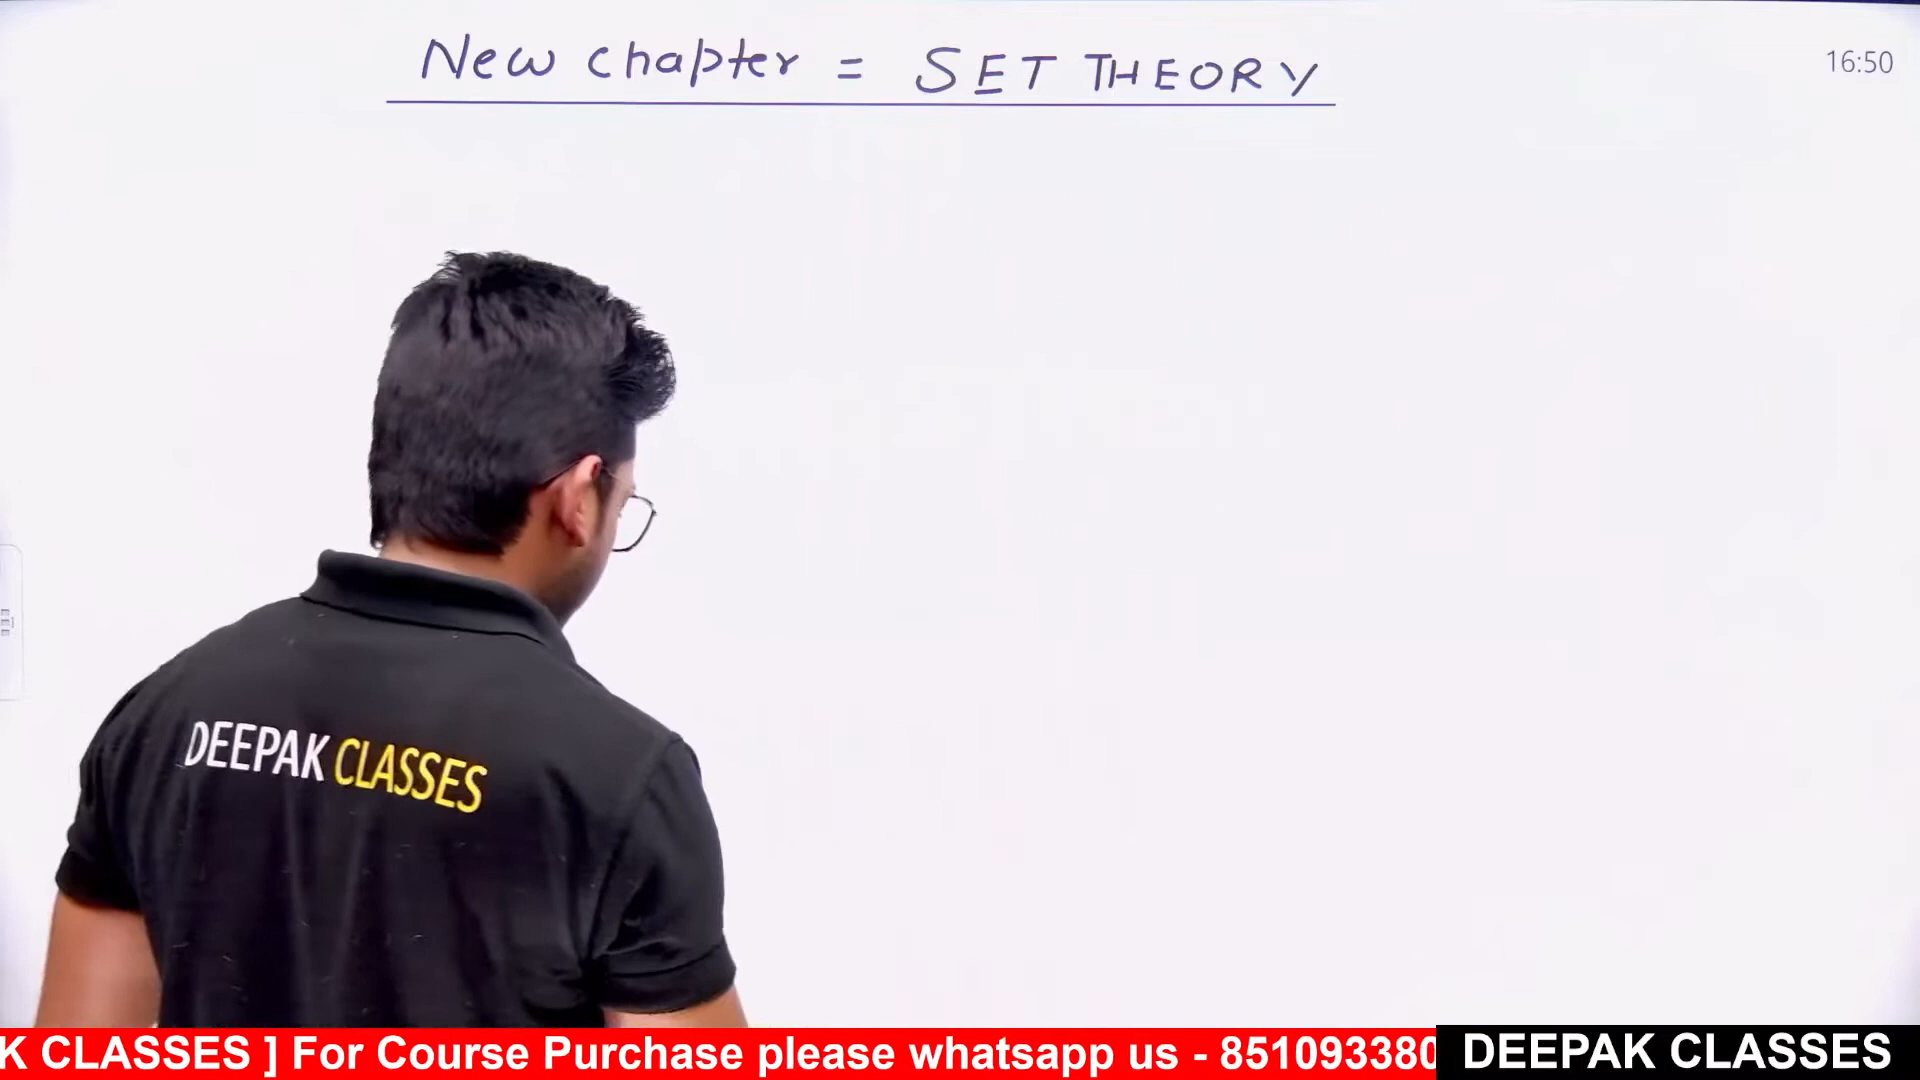 New chapter = SET THEORY
16:50
DEEPAK CLASSES
K CLASSES ] For Course Purchase please whatsapp us - 851093380
DEEPAK CLASSES